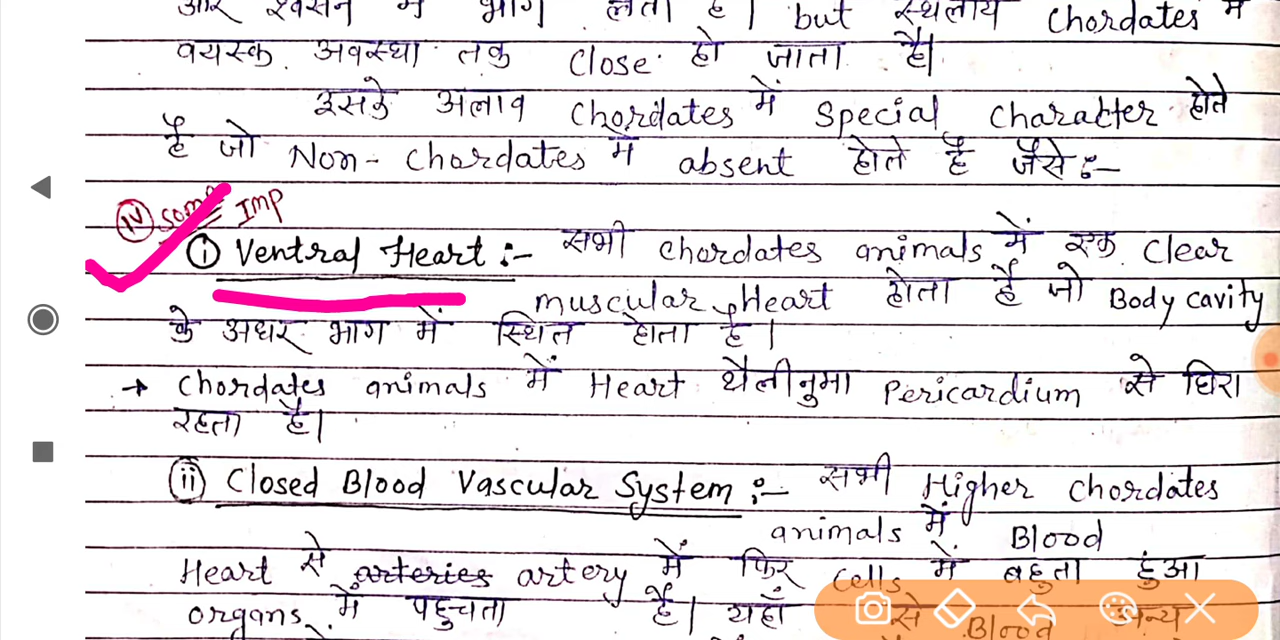 और श्वसन में भाग लेता है। but स्थलीय Chordates में
वयस्क अवस्था तक Close हो जाता है।
इसके अलाव Chordates में Special Character होते
है जो Non-Chordates में absent होते है जैसे:-
(iv) Some Imp
(i) Ventral Heart :- सभी Chordates animals में एक Clear
muscular Heart होता है जो Body cavity
के अधर भाग में स्थित होता है।
→ Chordates animals में Heart थैलीनुमा Pericardium से घिरा
रहता है।
(ii) Closed Blood Vascular System :- सभी Higher Chordates
animals में Blood
Heart से arteries artery में फिर Cells में बहता हुआ
organs में पहुचता है। यहाँ से Blood अन्य